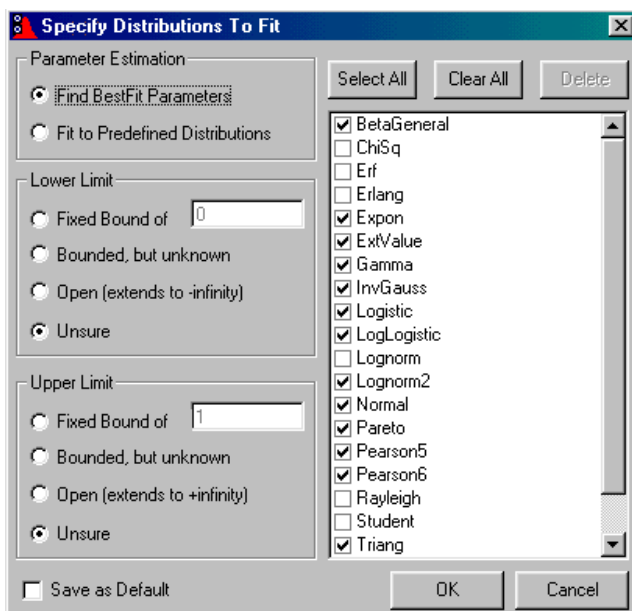 Specify Distributions To Fit
Parameter Estimation
Find BestFit Parameters
Fit to Predefined Distributions
Lower Limit
Fixed Bound of 0
Bounded, but unknown
Open (extends to -infinity)
Unsure
Upper Limit
Fixed Bound of 1
Bounded, but unknown
Open (extends to +infinity)
Unsure
Save as Default
Select All Clear All Delete
BetaGeneral
ChiSq
Erf
Erlang
Expon
ExtValue
Gamma
InvGauss
Logistic
LogLogistic
Lognorm
Lognorm2
Normal
Pareto
Pearson5
Pearson6
Rayleigh
Student
Triang
OK Cancel